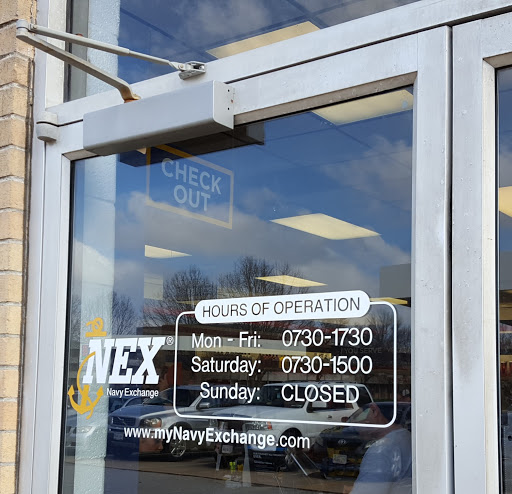 CHECK
OUT
HOURS OF OPERATION
Mon - Fri: 0730-1730
Saturday: 0730-1500
Sunday: CLOSED
NEX®
Navy Exchange
www.myNavyExchange.com